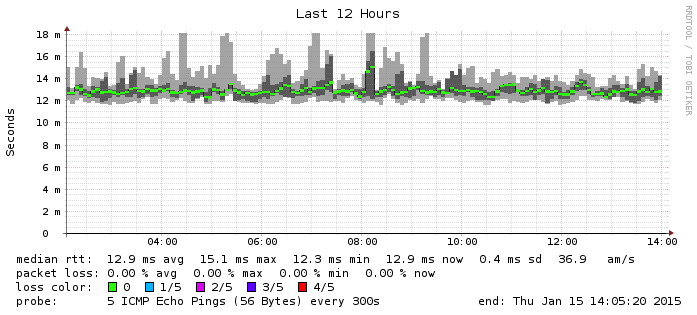 Last 12 Hours
RRDTOOL / TOBI OETIKER
Seconds
18 m
16 m
14 m
12 m
10 m
8 m
6 m
4 m
2 m
0
04:00 06:00 08:00 10:00 12:00 14:00
median rtt: 12.9 ms avg 15.1 ms max 12.3 ms min 12.9 ms now 0.4 ms sd 36.9 am/s
packet loss: 0.00 % avg 0.00 % max 0.00 % min 0.00 % now
loss color: 0 1/5 2/5 3/5 4/5
probe: 5 ICMP Echo Pings (56 Bytes) every 300s end: Thu Jan 15 14:05:20 2015